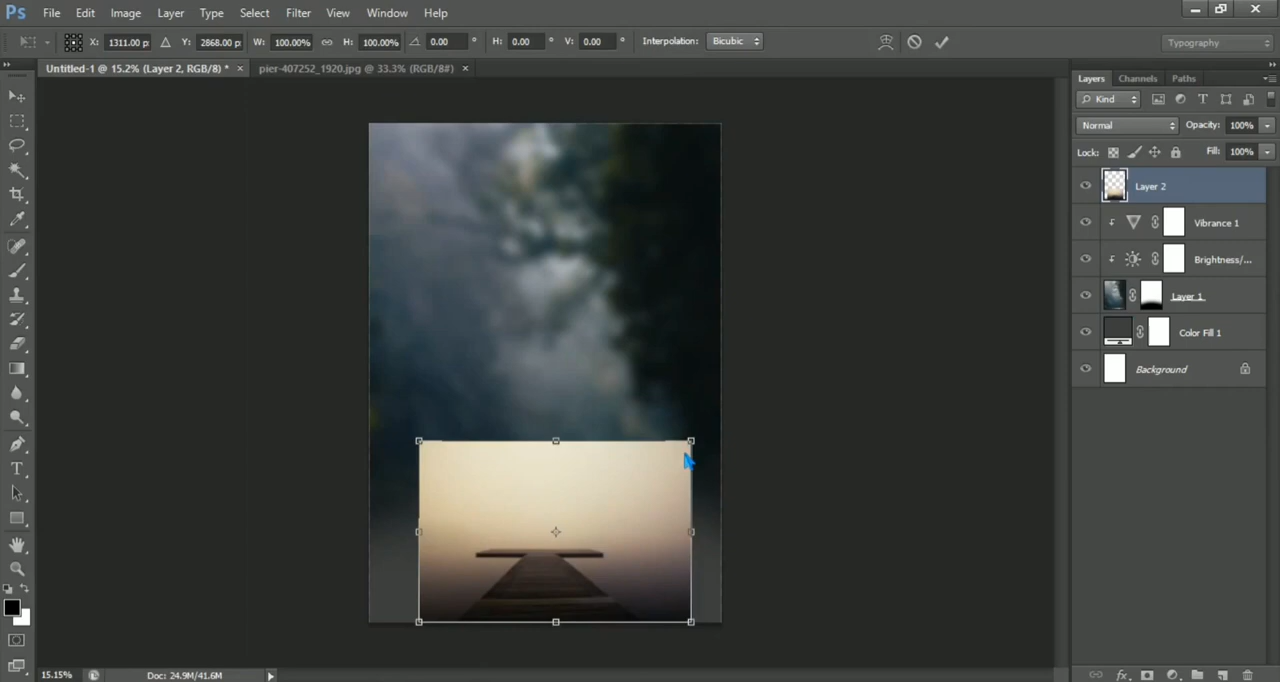 Ps File Edit Image Layer Type Select Filter View Window Help
X: 1311.00 px Y: 2868.00 px W: 100.00% H: 100.00% 0.00 ° H: 0.00 ° V: 0.00 ° Interpolation: Bicubic Typography
Untitled-1 @ 15.2% (Layer 2, RGB/8) * × pier-407252_1920.jpg @ 33.3% (RGB/8#) ×
Layers Channels Paths
Kind T
Normal Opacity: 100%
Lock: Fill: 100%
Layer 2
Vibrance 1
Brightness/...
Layer 1
Color Fill 1
Background
T
15.15% Doc: 24.9M/41.6M
fx